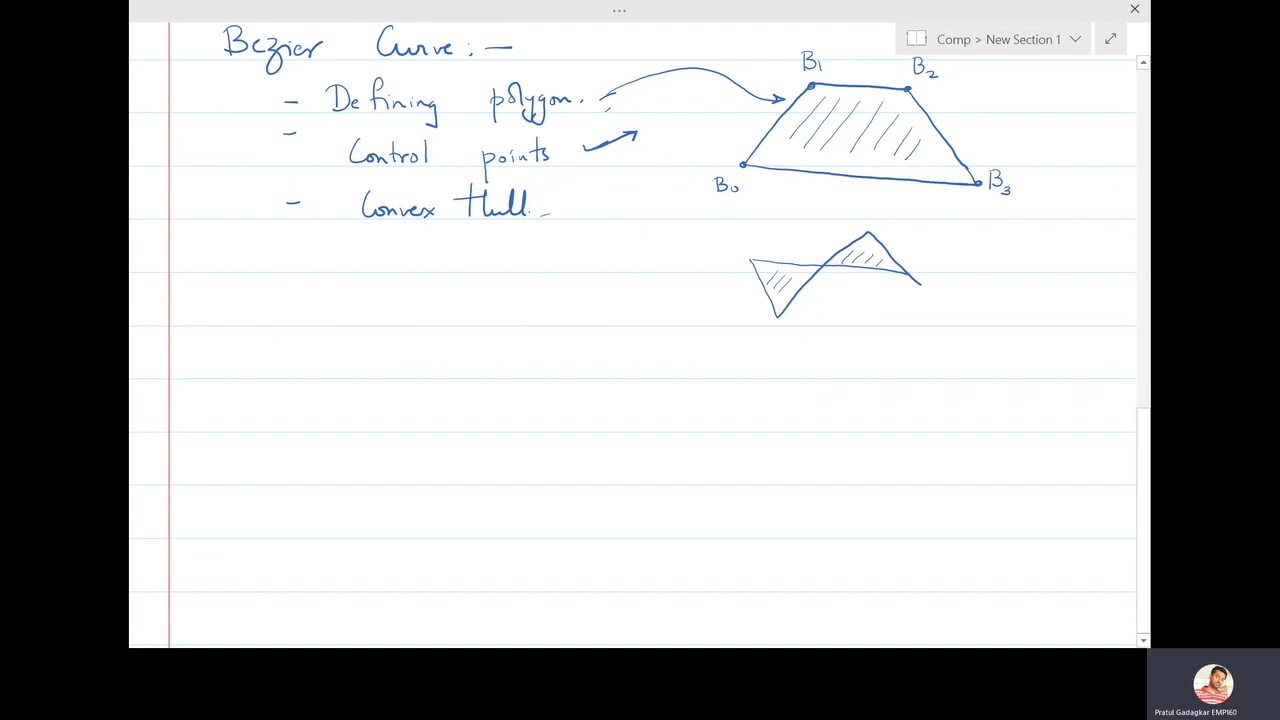 Bezier Curve :-
Comp > New Section 1
B1
B2
- Defining polygon.
- Control points
B0
B3
- Convex Hull.
Pratul Gadagkar EMP160